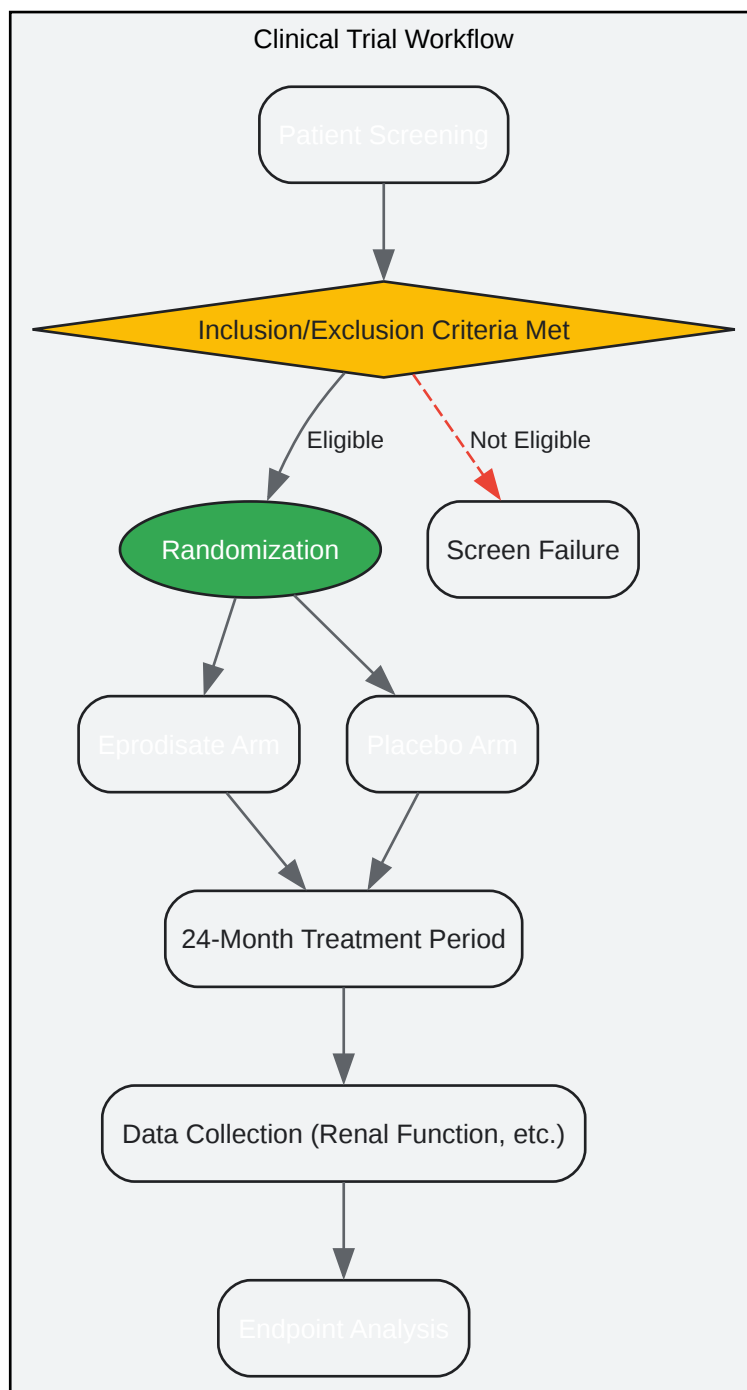 Clinical Trial Workflow
Patient Screening
Inclusion/Exclusion Criteria Met
Eligible
Not Eligible
Randomization
Screen Failure
Eprodisate Arm
Placebo Arm
24-Month Treatment Period
Data Collection (Renal Function, etc.)
Endpoint Analysis